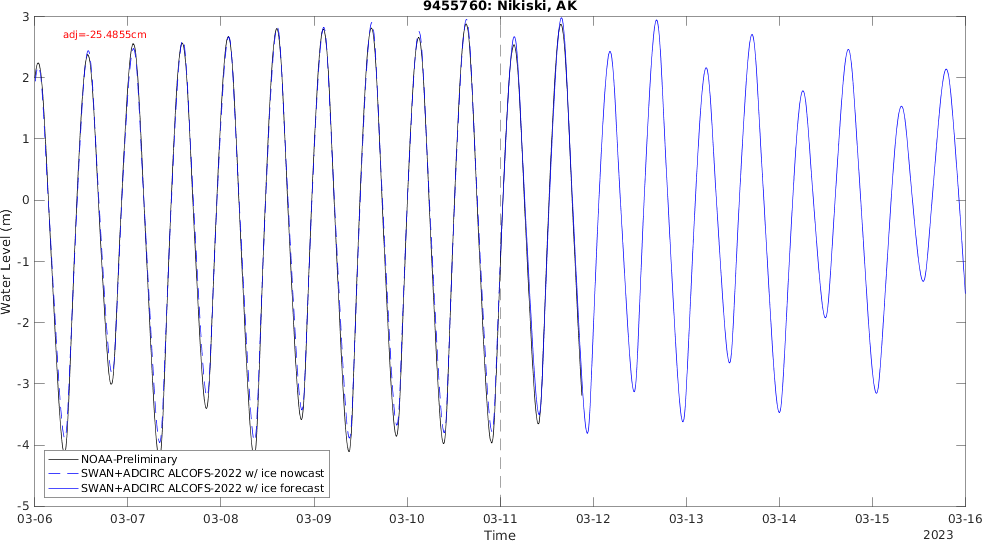 9455760: Nikiski, AK
adj=-25.4855cm
3
2
1
0
-1
-2
-3
-4
-5
Water Level (m)
NOAA-Preliminary
SWAN+ADCIRC ALCOFS-2022 w/ ice nowcast
SWAN+ADCIRC ALCOFS-2022 w/ ice forecast
03-06 03-07 03-08 03-09 03-10 03-11 03-12 03-13 03-14 03-15 03-16
Time
2023